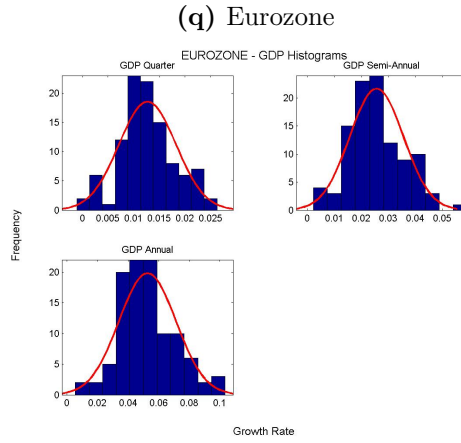 (q) Eurozone
EUROZONE - GDP Histograms
GDP Quarter
20
15
10
5
0
0 0.005 0.01 0.015 0.02 0.025
GDP Semi-Annual
20
15
10
5
0
0 0.01 0.02 0.03 0.04 0.05
Frequency
GDP Annual
20
15
10
5
0
0 0.02 0.04 0.06 0.08 0.1
Growth Rate